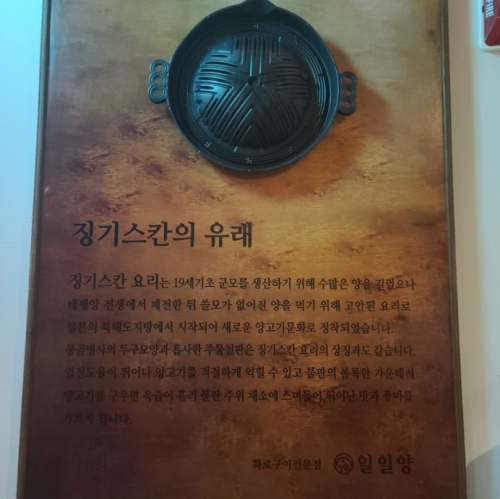 징기스칸의 유래
징기스칸 요리는 19세기초 군모를 생산하기 위해 수많은 양을 길렀으나
태평양 전쟁에서 패전한 뒤 쓸모가 없어진 양을 먹기 위해 고안된 요리로
일본의 북해도지방에서 시작되어 새로운 양고기문화로 정착되었습니다.
몽골병사의 투구모양과 흡사한 주물철판은 징기스칸 요리의 상징과도 같습니다.
열전도율이 뛰어나 양고기를 적절하게 익힐 수 있고 불판의 볼록한 가운데서
양고기를 구우면 육즙이 흘러 불판 주위 채소에 스며들어 뛰어난 맛과 풍미를
가지게 됩니다.
화로구이전문점 일일양